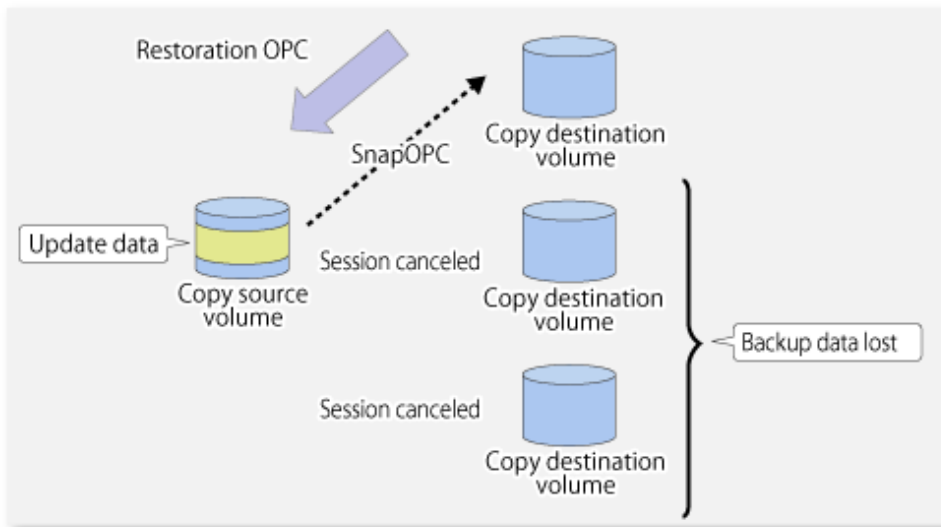 Restoration OPC
Copy destination
volume
SnapOPC
Update data
Copy source
volume
Session canceled
Copy destination
volume
Backup data lost
Session canceled
Copy destination
volume